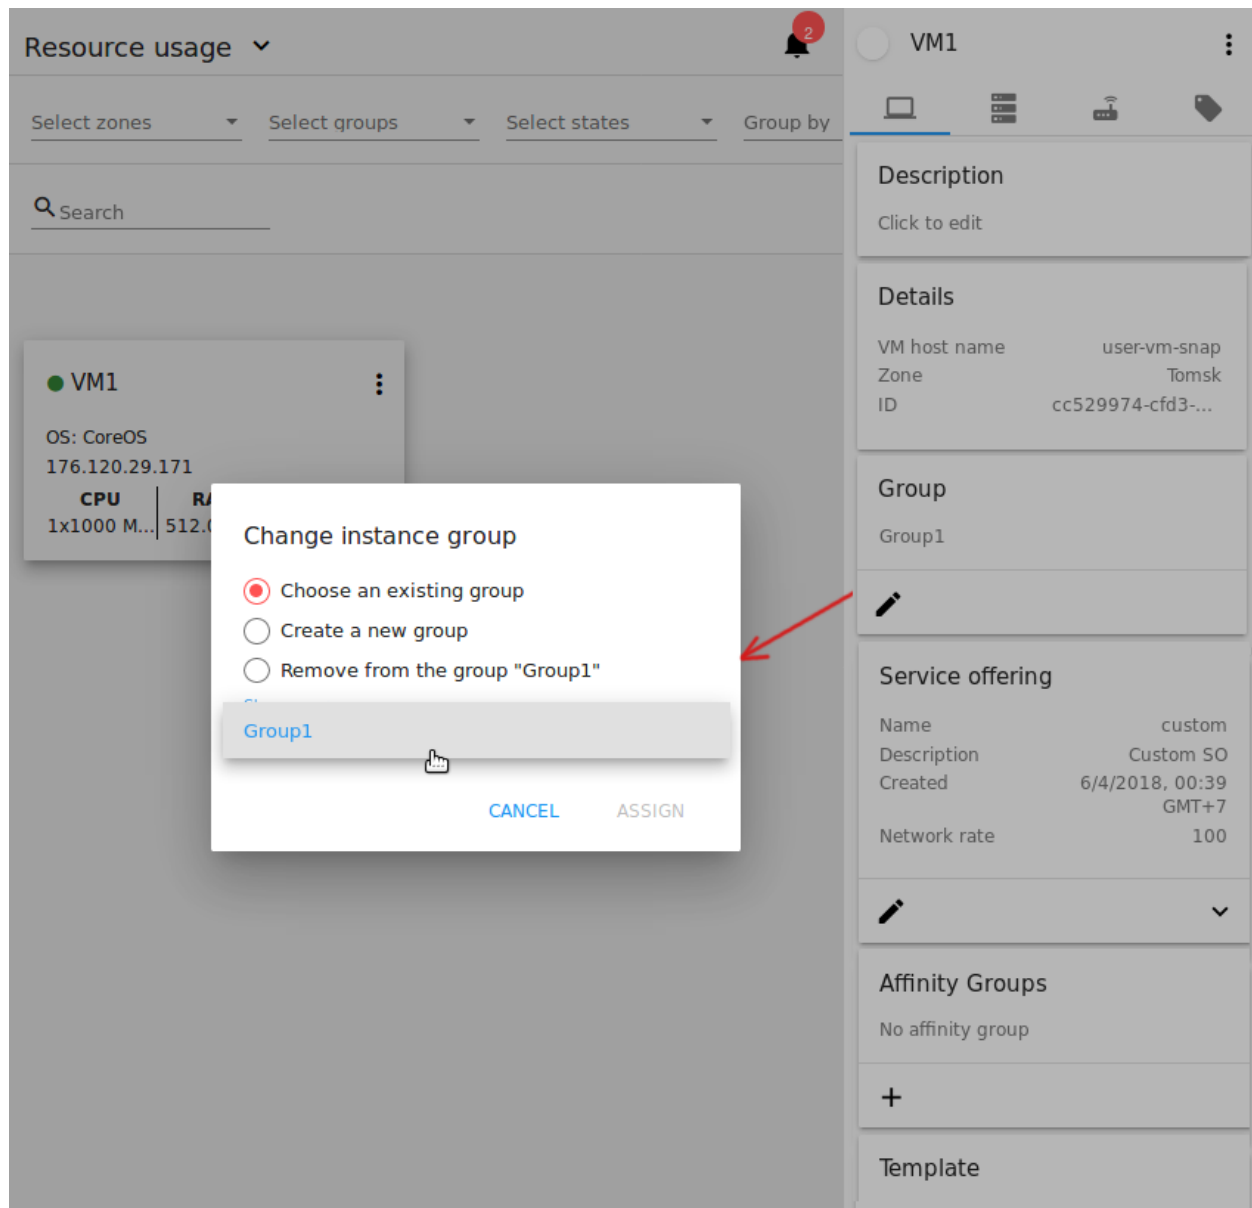 Resource usage
2
Select zones
Select groups
Select states
Group by
Search
VM1
OS: CoreOS
176.120.29.171
CPU
1x1000 M...
Change instance group
Choose an existing group
Create a new group
Remove from the group "Group1"
Group1
CANCEL
ASSIGN
VM1
Description
Click to edit
Details
VM host name user-vm-snap
Zone Tomsk
ID cc529974-cfd3-...
Group
Group1
Service offering
Name custom
Description Custom SO
Created 6/4/2018, 00:39
GMT+7
Network rate 100
Affinity Groups
No affinity group
Template